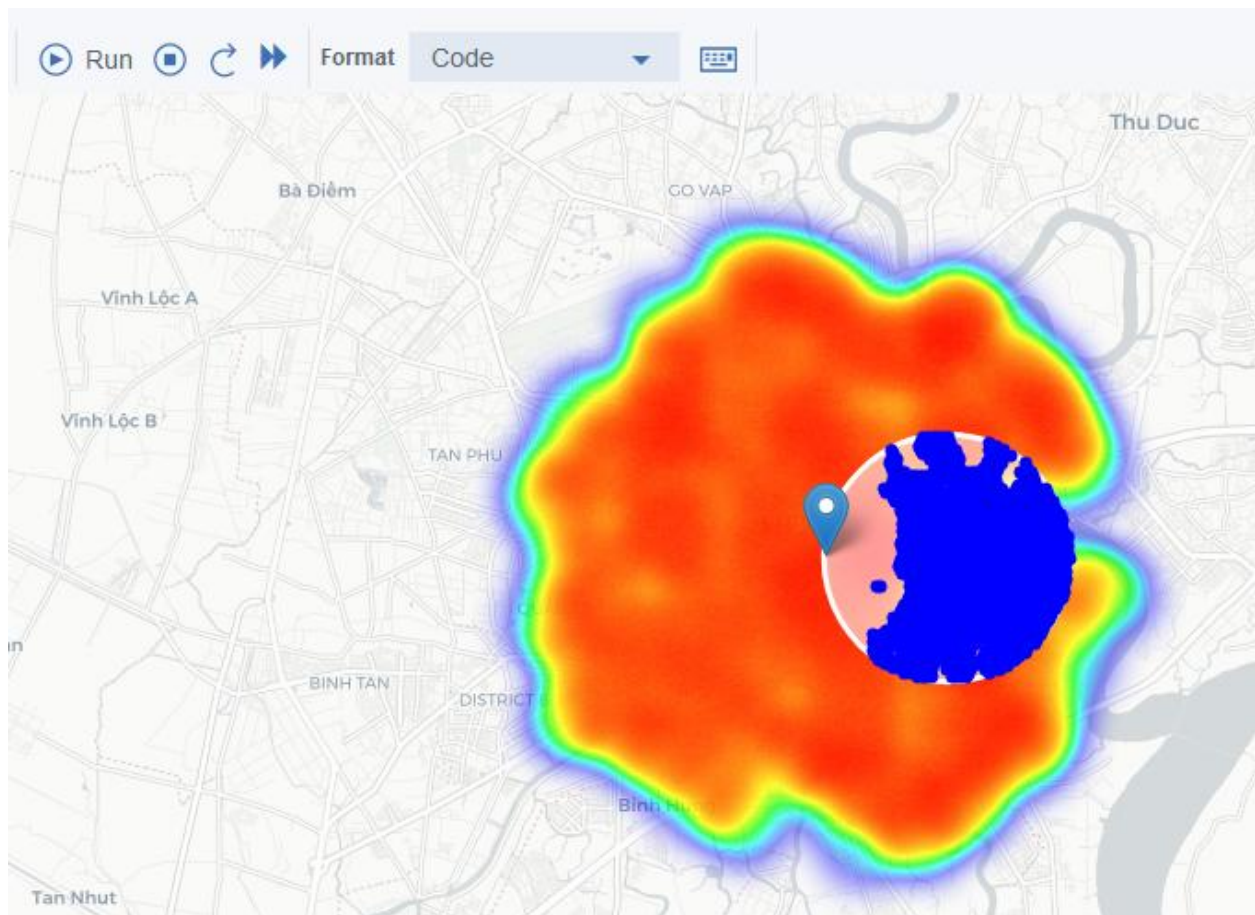 Run
Format
Code
Thu Duc
Bà Điểm
GO VAP
Vĩnh Lộc A
Vĩnh Lộc B
TAN PHU
BINH TAN
DISTRICT
Tan Nhut